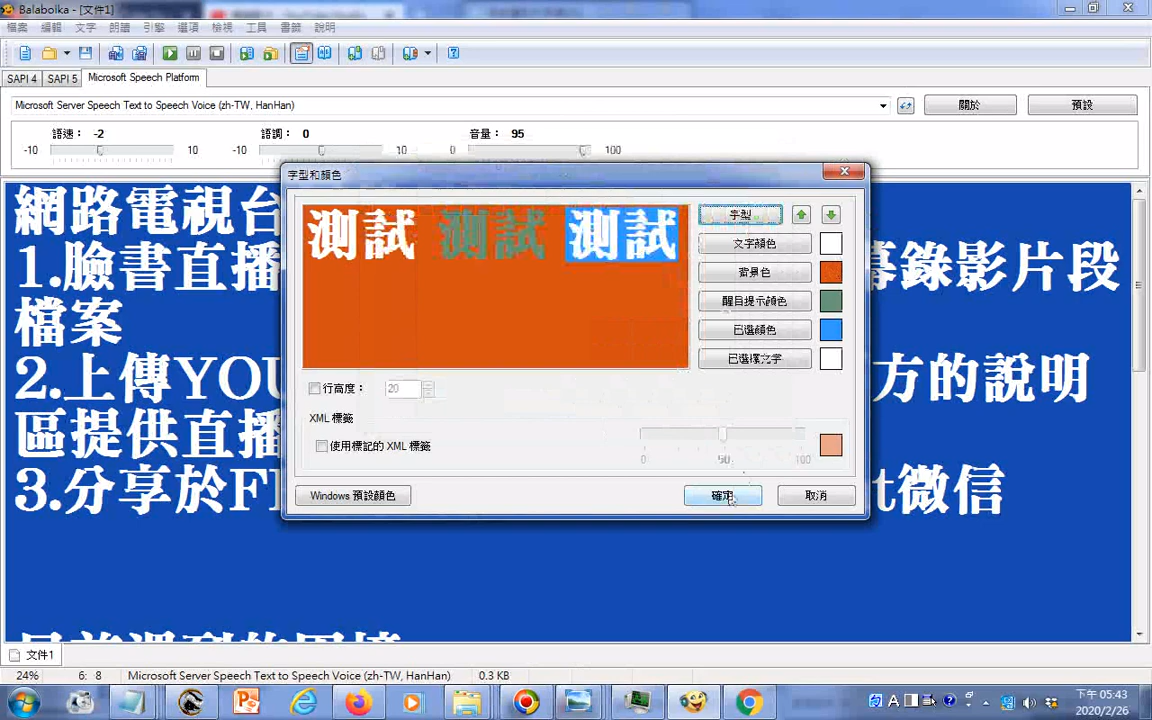 Balabolka - [文件1]
檔案 編輯 文字 朗讀 引擎 選項 檢視 工具 書籤 說明
SAPI 4 SAPI 5 Microsoft Speech Platform
Microsoft Server Speech Text to Speech Voice (zh-TW, HanHan) 關於 預設
語速： -2 語調： 0 音量： 95
-10 10 -10 10 0 100
網路電視台
1.臉書直播 幕錄影片段
檔案
2.上傳YOU 方的說明
區提供直播
3.分享於F t微信
目前遇到的困境
字型和顏色
測試 測試 測試
字型...
文字顏色
背景色
醒目提示顏色
已選顏色
已選擇文字
行高度： 20
XML 標籤
使用標記的 XML 標籤
0 50 100
Windows 預設顏色 確定 取消
文件1
24% 6: 8 Microsoft Server Speech Text to Speech Voice (zh-TW, HanHan) 0.3 KB
下午 05:43
2020/2/26